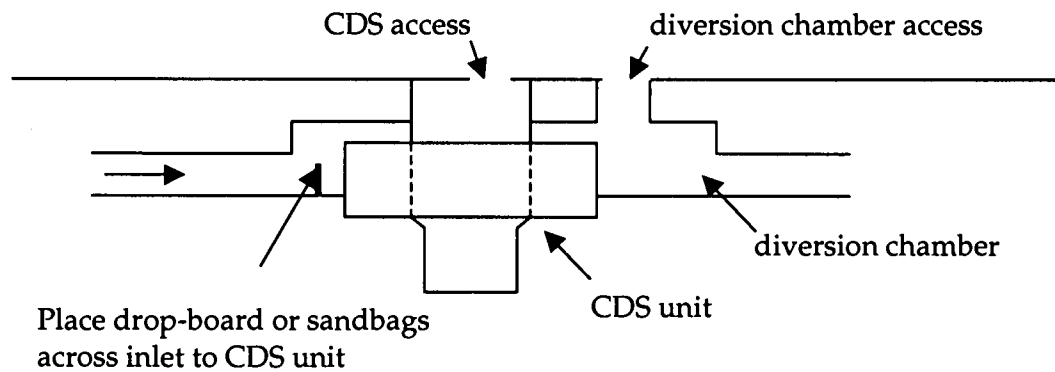 CDS access
diversion chamber access
diversion chamber
CDS unit
Place drop-board or sandbags
across inlet to CDS unit